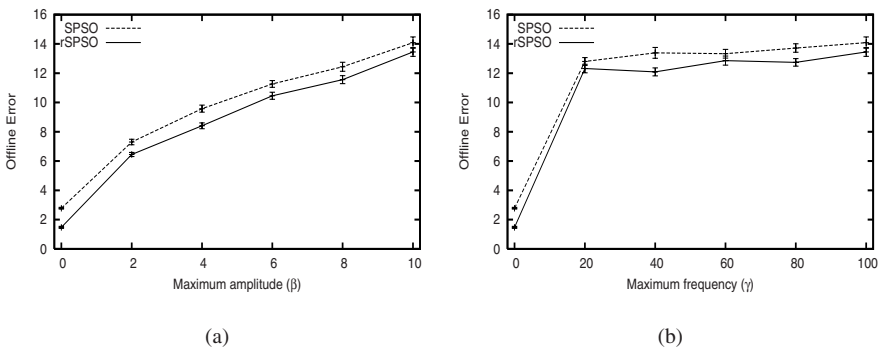 16
14
12
10
8
6
4
2
0
Offline Error
SPSO
rSPSO
0 2 4 6 8 10
Maximum amplitude (β)
(a)
16
14
12
10
8
6
4
2
0
Offline Error
SPSO
rSPSO
0 20 40 60 80 100
Maximum frequency (γ)
(b)